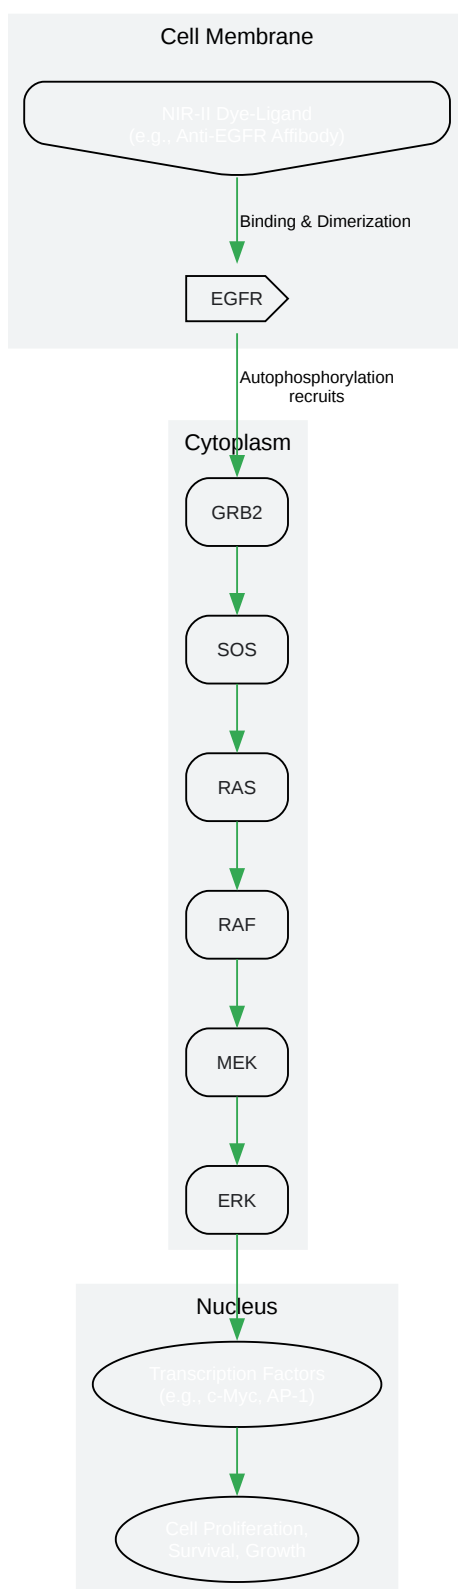 Cell Membrane
NIR-II Dye-Ligand
(e.g., Anti-EGFR Affibody)
Binding & Dimerization
EGFR
Autophosphorylation
recruits
Cytoplasm
GRB2
SOS
RAS
RAF
MEK
ERK
Nucleus
Transcription Factors
(e.g., c-Myc, AP-1)
Cell Proliferation,
Survival, Growth